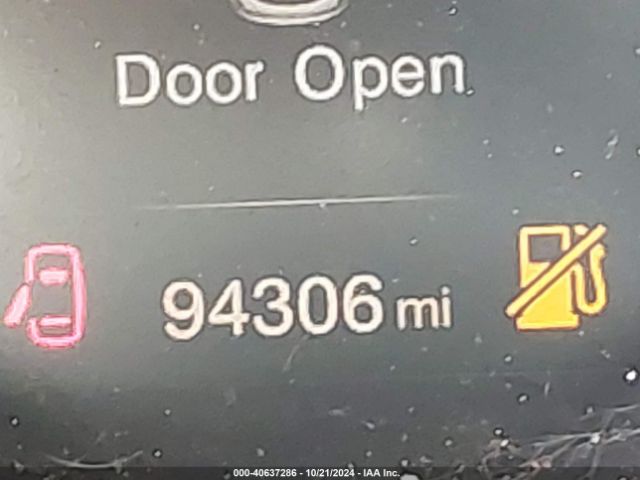 Door Open
94306 mi
000-40637286 - 10/21/2024 - IAA Inc.